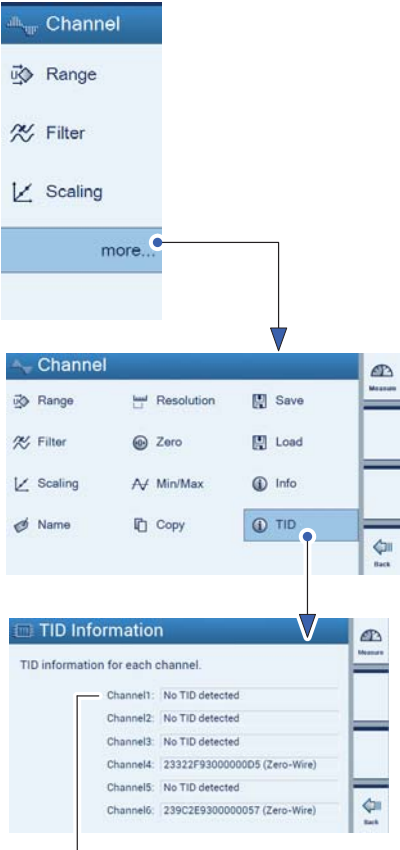 Channel
Range
Filter
Scaling
more...
Channel
Range Resolution Save
Filter Zero Load
Scaling Min/Max Info
Name Copy TID
Measure
Back
TID Information
TID information for each channel.
Channel1: No TID detected
Channel2: No TID detected
Channel3: No TID detected
Channel4: 23322F93000000D5 (Zero-Wire)
Channel5: No TID detected
Channel6: 239C2E9300000057 (Zero-Wire)
Measure
Back